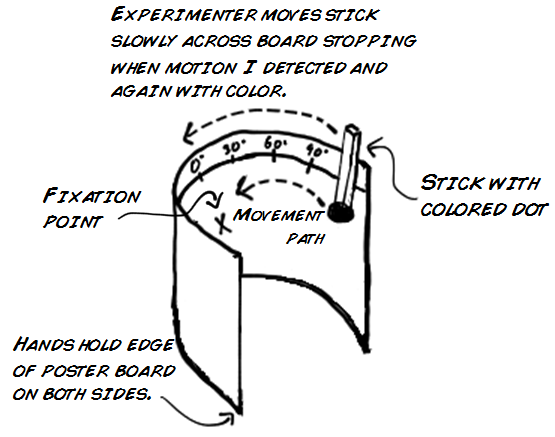 EXPERIMENTER MOVES STICK
SLOWLY ACROSS BOARD STOPPING
WHEN MOTION I DETECTED AND
AGAIN WITH COLOR.
0° 30° 60° 90°
FIXATION
POINT
X
MOVEMENT
PATH
STICK WITH
COLORED DOT
HANDS HOLD EDGE
OF POSTER BOARD
ON BOTH SIDES.